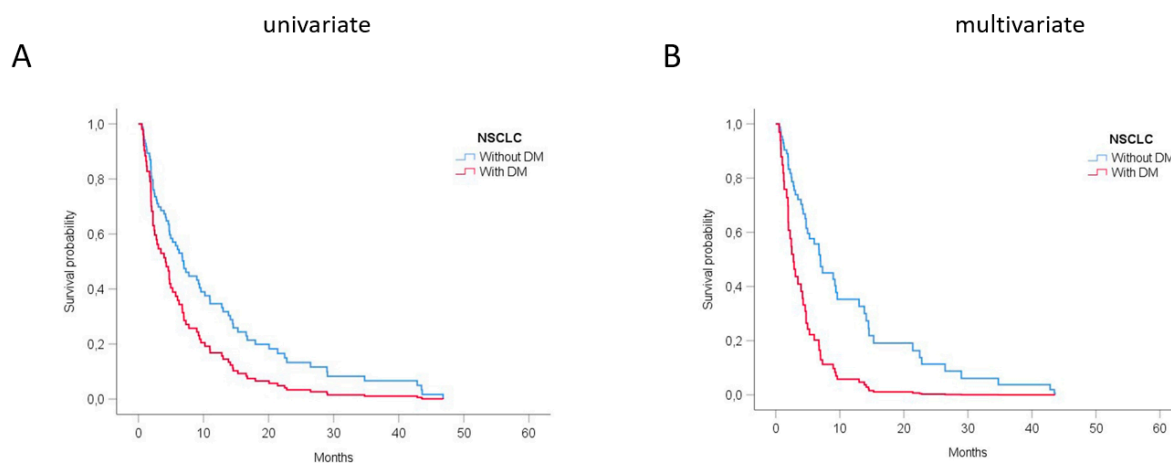 univariate
A
NSCLC
Without DM
With DM
Survival probability
1,0
0,8
0,6
0,4
0,2
0,0
0 10 20 30 40 50 60
Months
multivariate
B
NSCLC
Without DM
With DM
Survival probability
1,0
0,8
0,6
0,4
0,2
0,0
0 10 20 30 40 50 60
Months